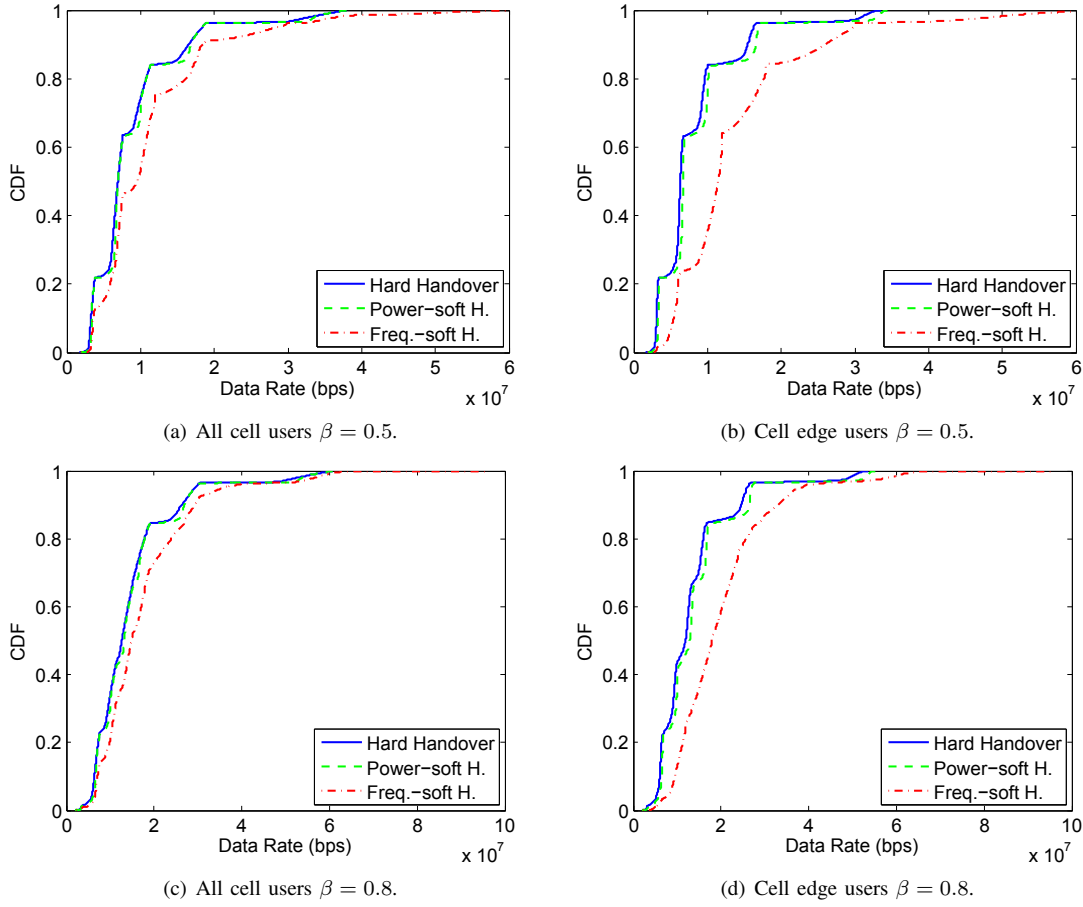 1
0.8
0.6
0.4
0.2
0
CDF
0 1 2 3 4 5 6
x 10^7
Data Rate (bps)
Hard Handover
Power-soft H.
Freq.-soft H.
(a) All cell users β = 0.5.
1
0.8
0.6
0.4
0.2
0
CDF
0 1 2 3 4 5 6
x 10^7
Data Rate (bps)
Hard Handover
Power-soft H.
Freq.-soft H.
(b) Cell edge users β = 0.5.
1
0.8
0.6
0.4
0.2
0
CDF
0 2 4 6 8 10
x 10^7
Data Rate (bps)
Hard Handover
Power-soft H.
Freq.-soft H.
(c) All cell users β = 0.8.
1
0.8
0.6
0.4
0.2
0
CDF
0 2 4 6 8 10
x 10^7
Data Rate (bps)
Hard Handover
Power-soft H.
Freq.-soft H.
(d) Cell edge users β = 0.8.